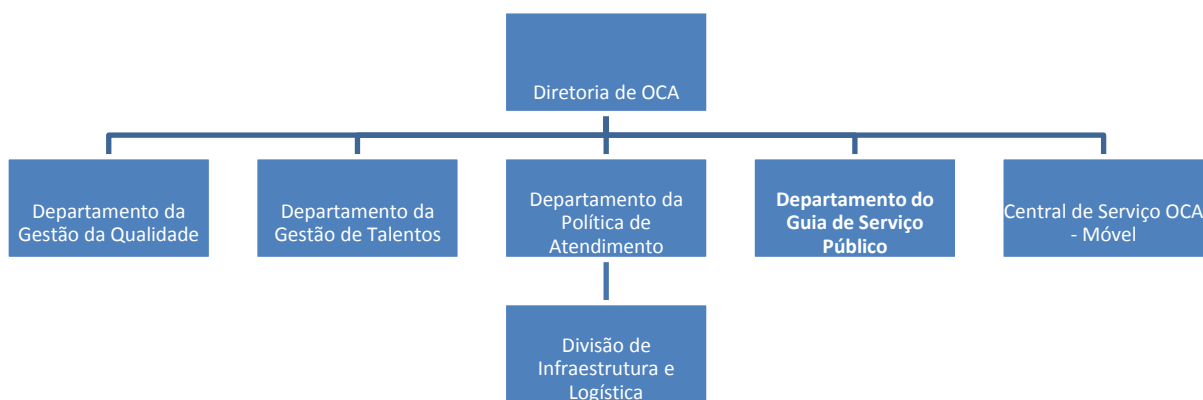 Diretoria de OCA
Departamento da
Gestão da Qualidade
Departamento da
Gestão de Talentos
Departamento da
Política de
Atendimento
Departamento do
Guia de Serviço
Público
Central de Serviço OCA
- Móvel
Divisão de
Infraestrutura e
Logística